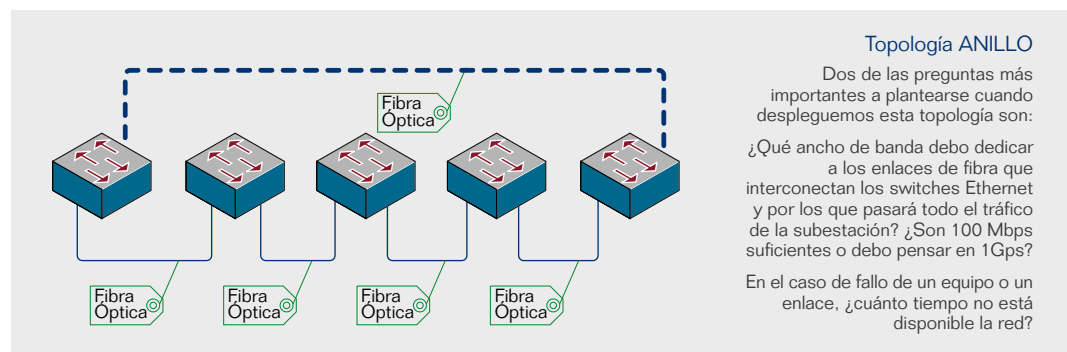 Topología ANILLO
Dos de las preguntas más
importantes a plantearse cuando
despleguemos esta topología son:
¿Qué ancho de banda debo dedicar
a los enlaces de fibra que
interconectan los switches Ethernet
y por los que pasará todo el tráfico
de la subestación? ¿Son 100 Mbps
suficientes o debo pensar en 1Gps?
En el caso de fallo de un equipo o un
enlace, ¿cuánto tiempo no está
disponible la red?
Fibra
Óptica
Fibra
Óptica
Fibra
Óptica
Fibra
Óptica
Fibra
Óptica